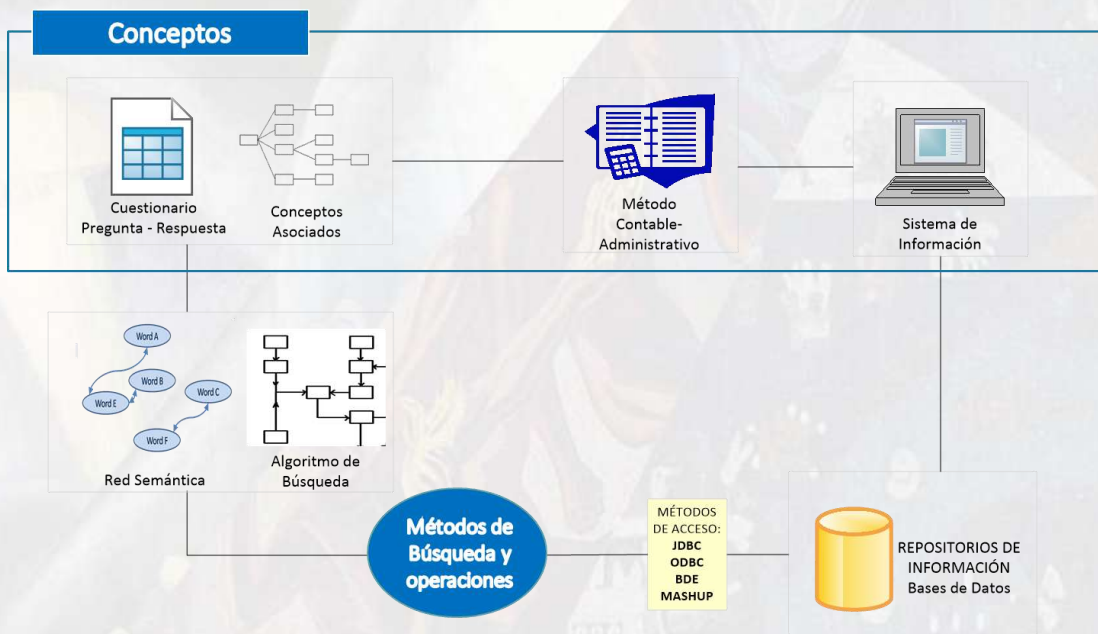 Conceptos
Cuestionario
Pregunta - Respuesta
Conceptos
Asociados
Método
Contable-
Administrativo
Sistema de
Información
Word A
Word B
Word C
Word E
Word F
Red Semántica
Algoritmo de
Búsqueda
Métodos de
Búsqueda y
operaciones
MÉTODOS
DE ACCESO:
JDBC
ODBC
BDE
MASHUP
REPOSITORIOS DE
INFORMACIÓN
Bases de Datos